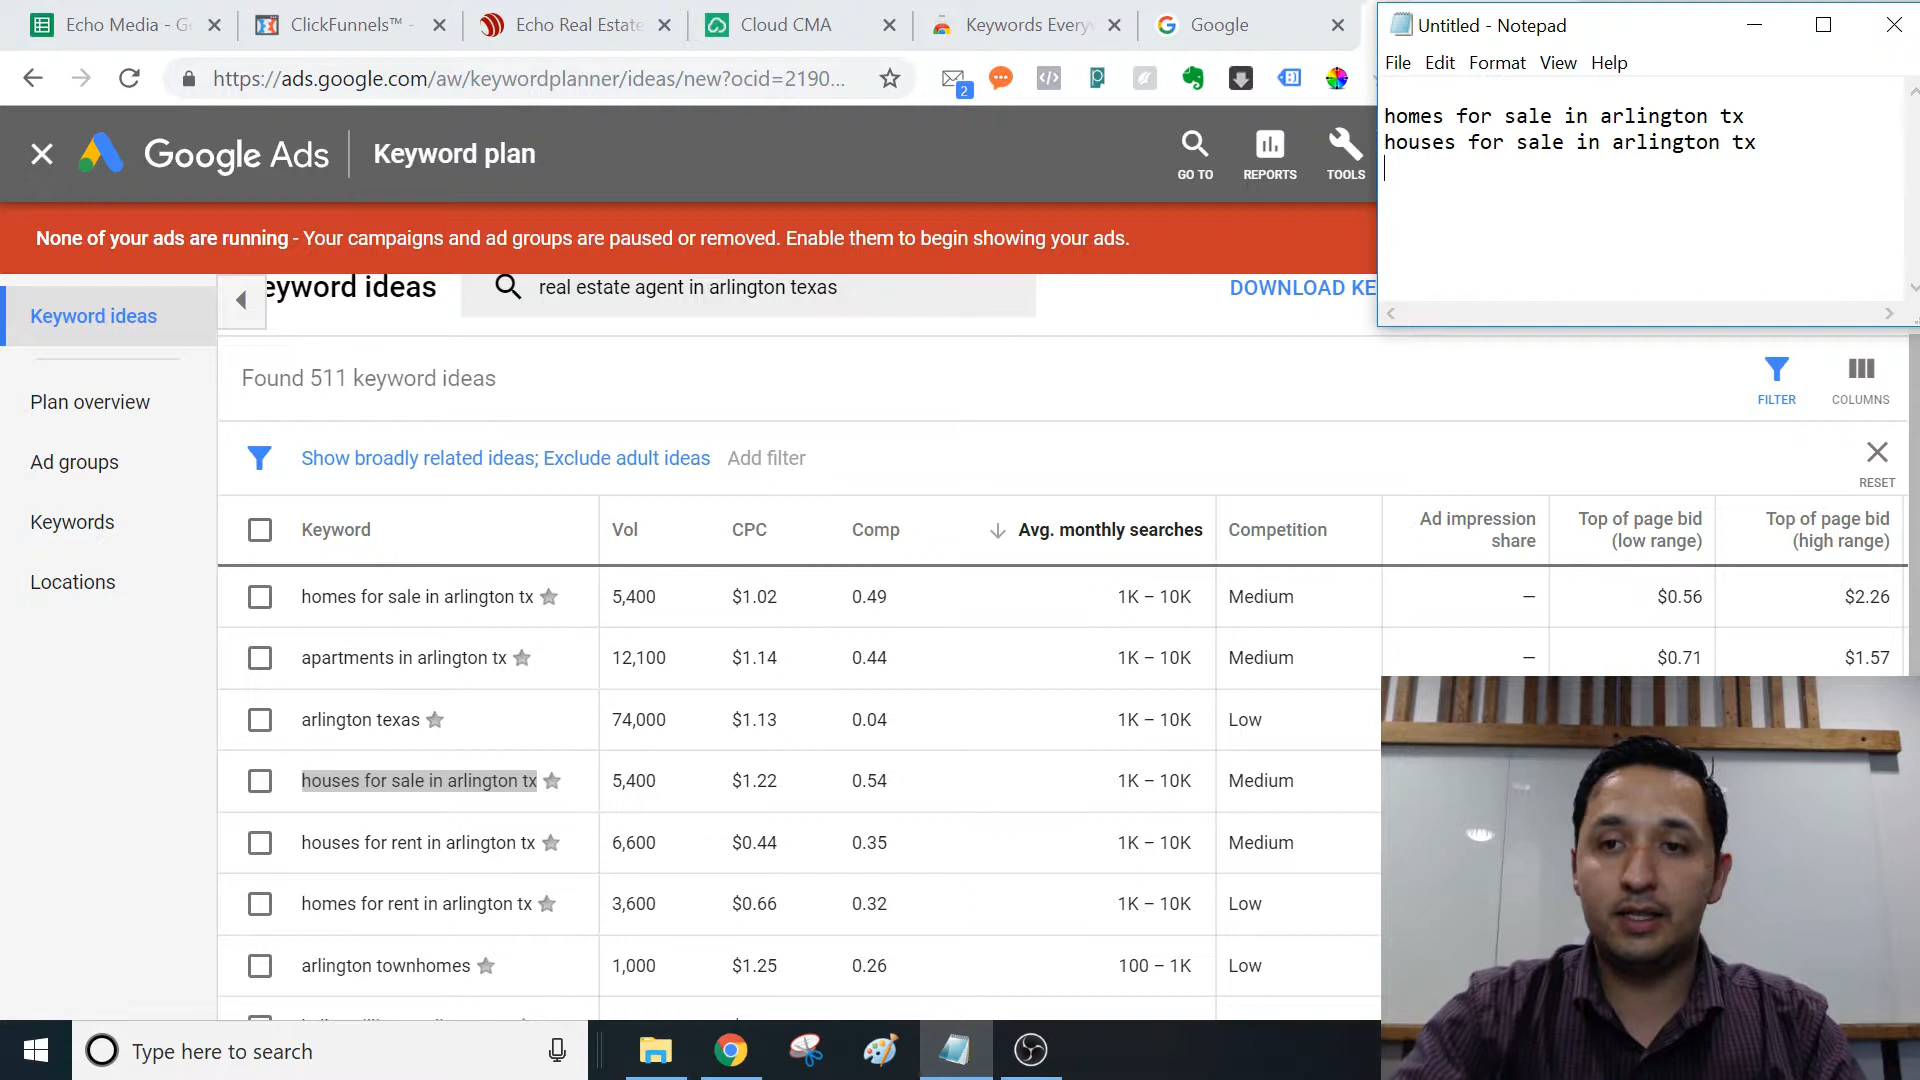 Echo Media - Ge
ClickFunnels™ -
Echo Real Estate
Cloud CMA
Keywords Everyw
Google
Untitled - Notepad
https://ads.google.com/aw/keywordplanner/ideas/new?ocid=2190...
2
File Edit Format View Help
homes for sale in arlington tx
houses for sale in arlington tx
Google Ads
Keyword plan
GO TO
REPORTS
TOOLS
None of your ads are running - Your campaigns and ad groups are paused or removed. Enable them to begin showing your ads.
eyword ideas
real estate agent in arlington texas
DOWNLOAD KE
Keyword ideas
Plan overview
Ad groups
Keywords
Locations
Found 511 keyword ideas
FILTER
COLUMNS
Show broadly related ideas; Exclude adult ideas Add filter
RESET
Keyword Vol CPC Comp Avg. monthly searches Competition Ad impression share Top of page bid (low range) Top of page bid (high range)
homes for sale in arlington tx 5,400 $1.02 0.49 1K – 10K Medium – $0.56 $2.26
apartments in arlington tx 12,100 $1.14 0.44 1K – 10K Medium – $0.71 $1.57
arlington texas 74,000 $1.13 0.04 1K – 10K Low
houses for sale in arlington tx 5,400 $1.22 0.54 1K – 10K Medium
houses for rent in arlington tx 6,600 $0.44 0.35 1K – 10K Medium
homes for rent in arlington tx 3,600 $0.66 0.32 1K – 10K Low
arlington townhomes 1,000 $1.25 0.26 100 – 1K Low
Type here to search